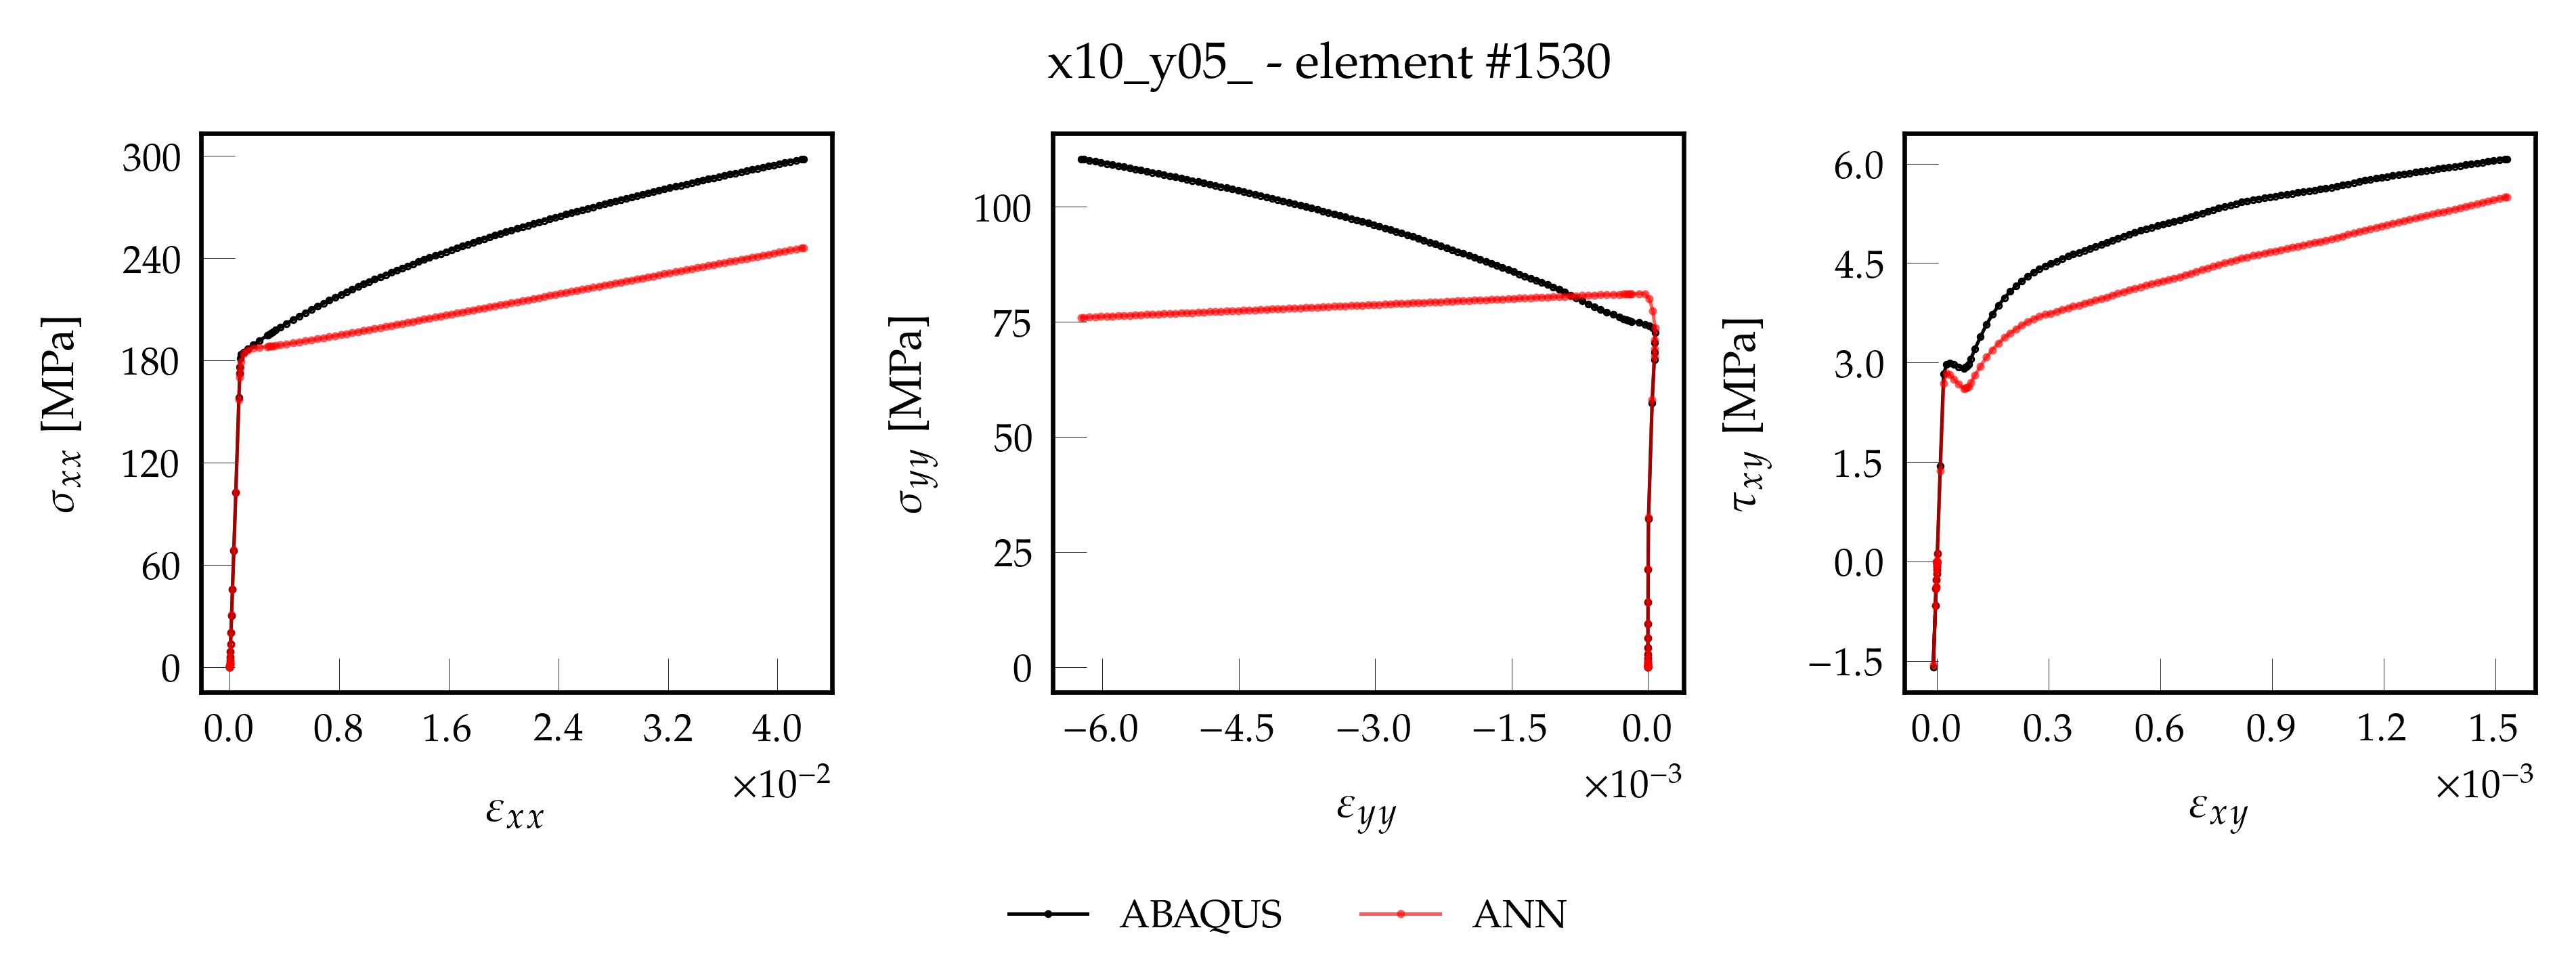 x10_y05_ - element #1530
σxx [MPa]
300
240
180
120
60
0
0.0 0.8 1.6 2.4 3.2 4.0
×10−2
εxx
σyy [MPa]
100
75
50
25
0
−6.0 −4.5 −3.0 −1.5 0.0
×10−3
εyy
τxy [MPa]
6.0
4.5
3.0
1.5
0.0
−1.5
0.0 0.3 0.6 0.9 1.2 1.5
×10−3
εxy
ABAQUS ANN